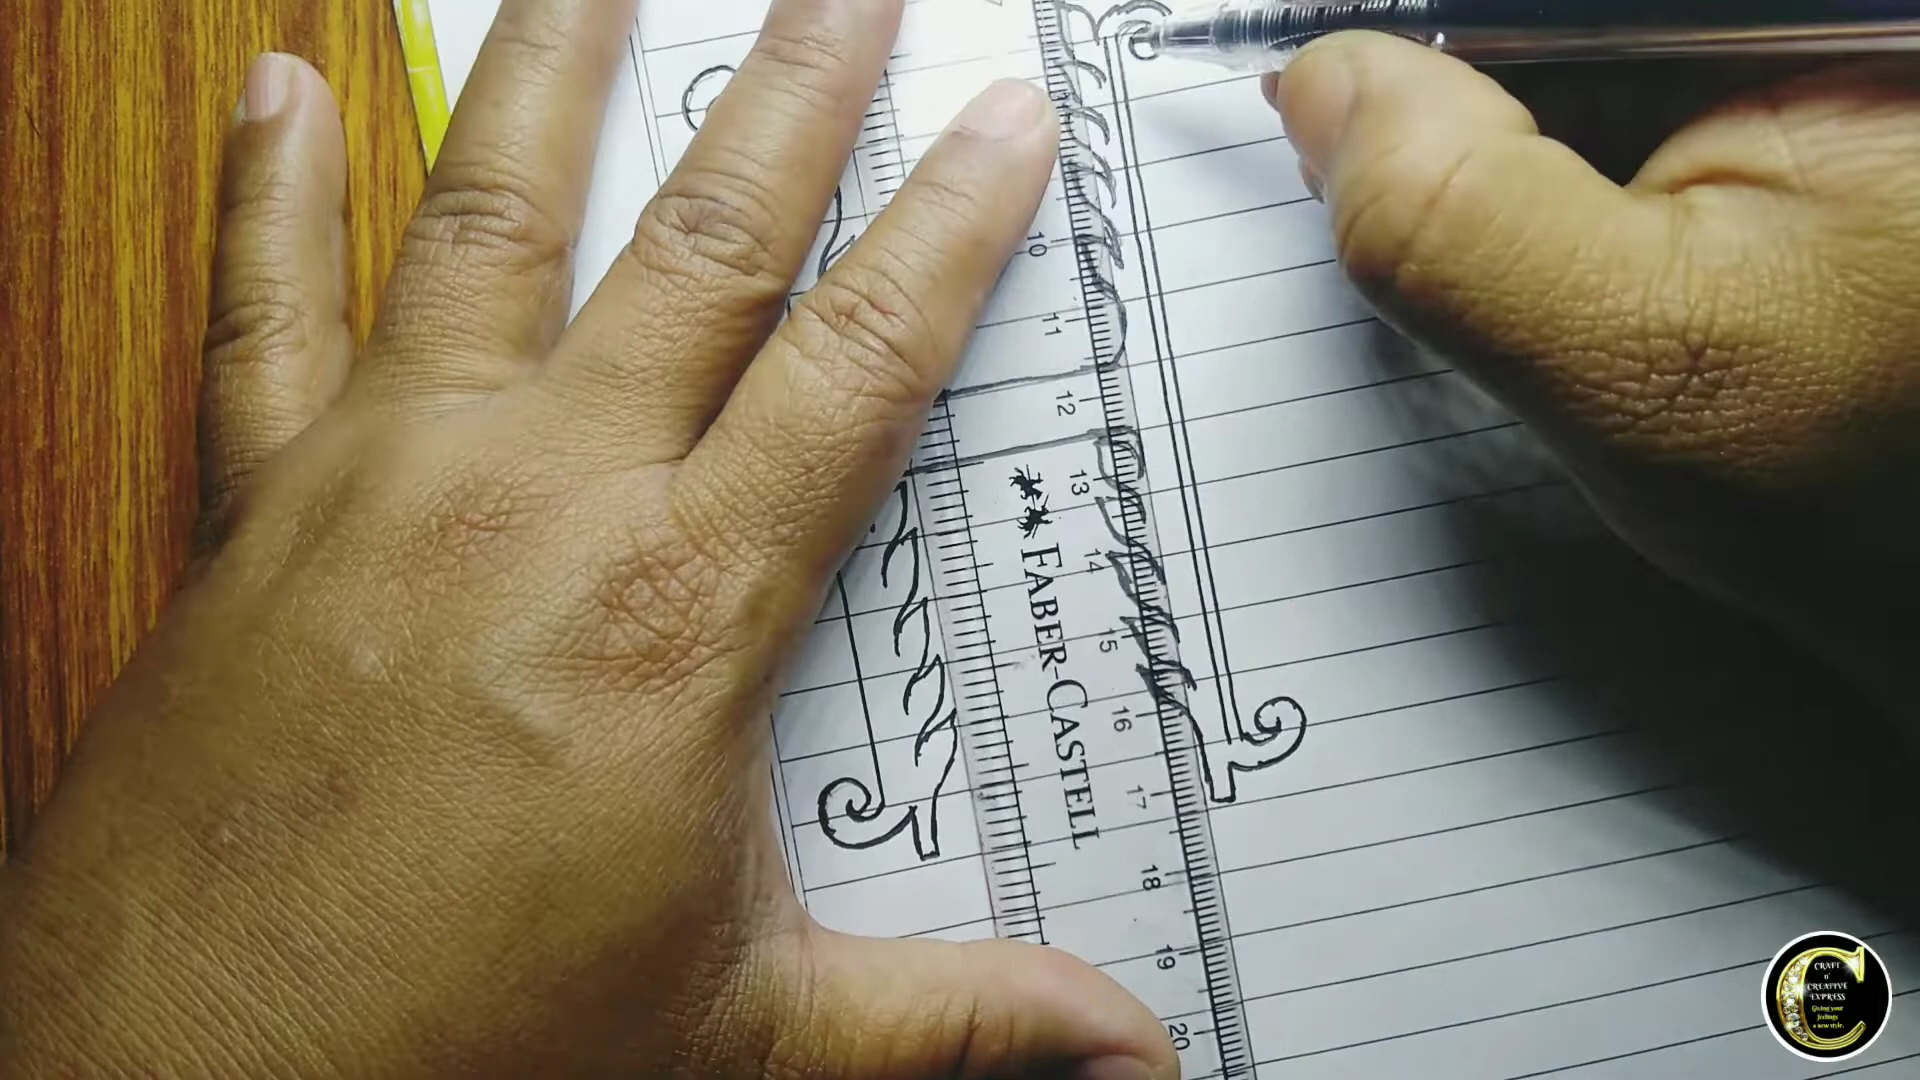 10
11
12
13
14
15
16
17
18
19
20
FABER-CASTELL
CRAFT
n'
CREATIVE
EXPRESS
Giving your
feelings
a new style.